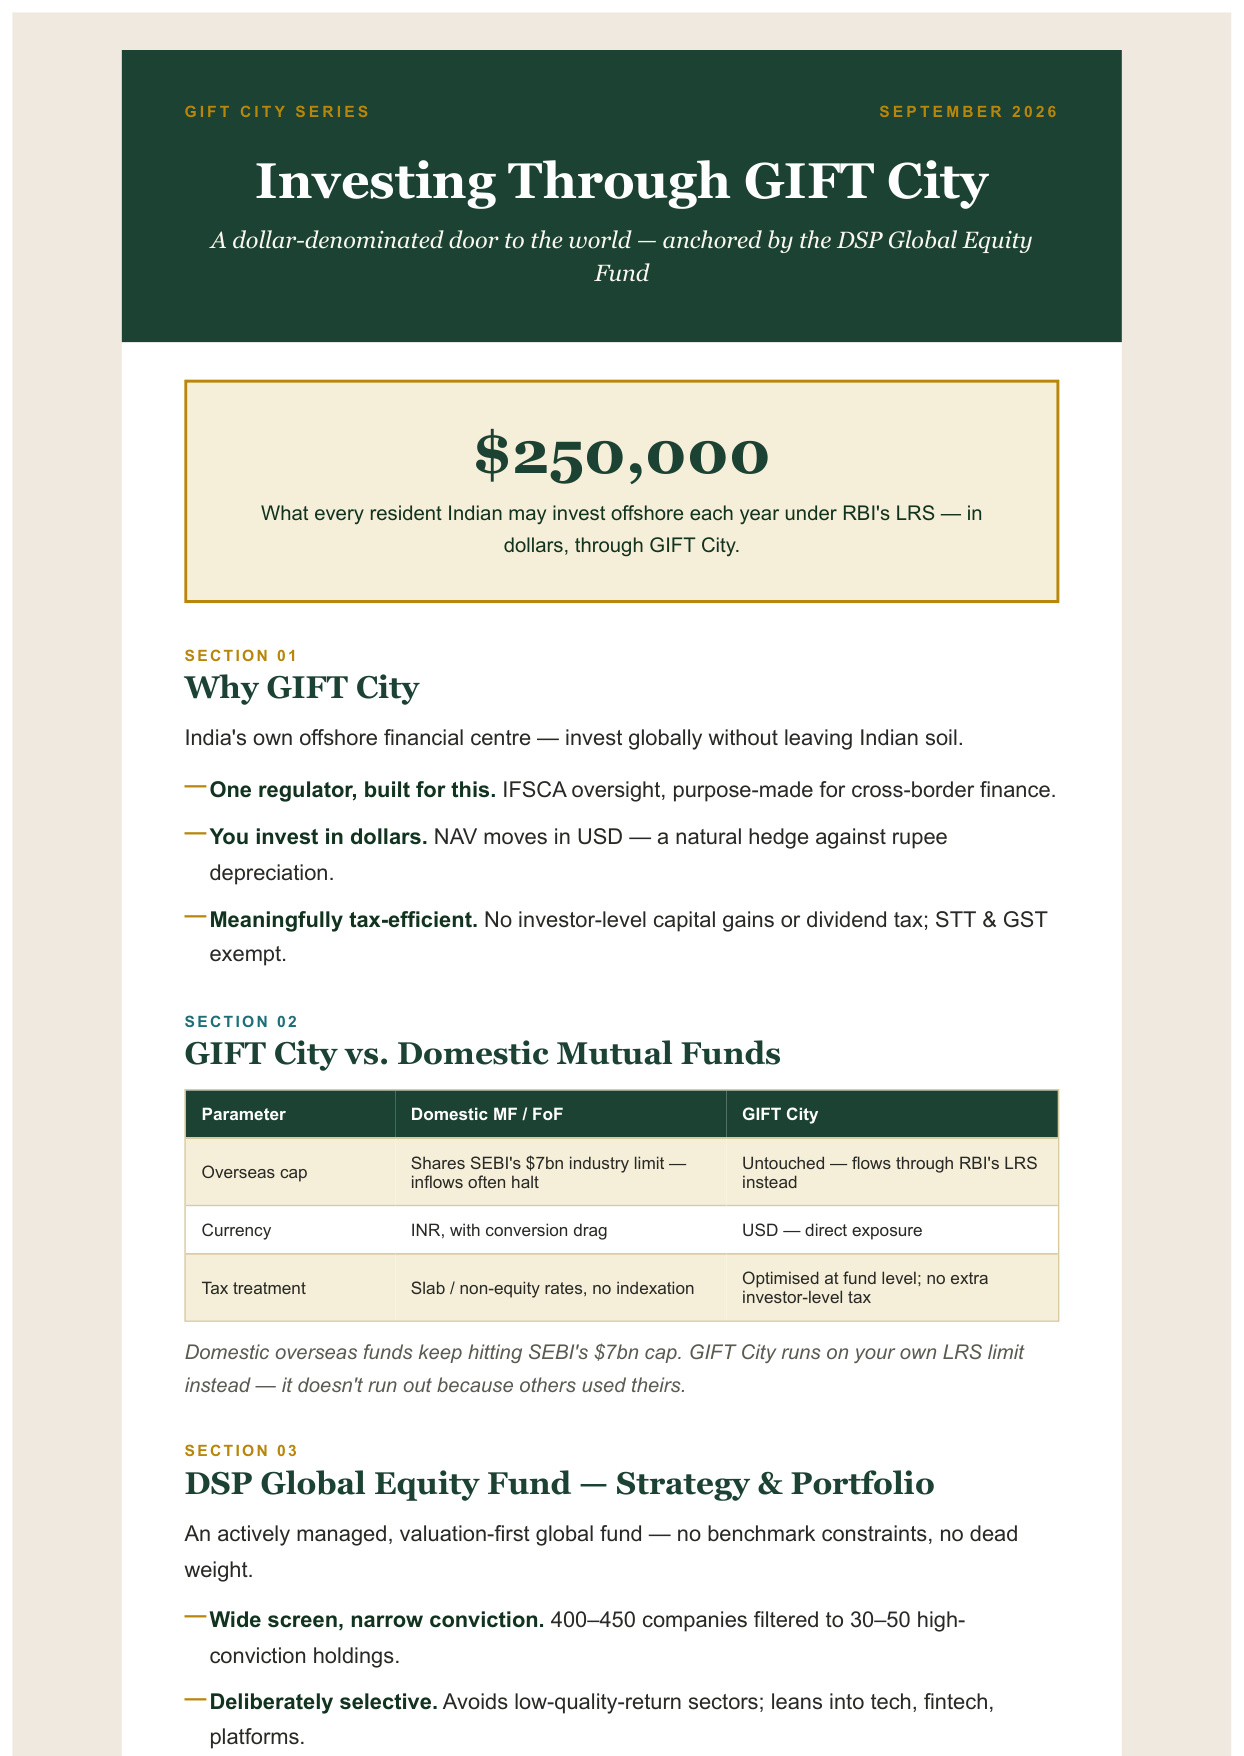 GIFT CITY SERIES
SEPTEMBER 2026
Investing Through GIFT City
A dollar-denominated door to the world — anchored by the DSP Global Equity
Fund
$250,000
What every resident Indian may invest offshore each year under RBI's LRS — in
dollars, through GIFT City.
SECTION 01
Why GIFT City
India's own offshore financial centre — invest globally without leaving Indian soil.
— One regulator, built for this. IFSCA oversight, purpose-made for cross-border finance.
— You invest in dollars. NAV moves in USD — a natural hedge against rupee
depreciation.
— Meaningfully tax-efficient. No investor-level capital gains or dividend tax; STT & GST
exempt.
SECTION 02
GIFT City vs. Domestic Mutual Funds
Parameter
Domestic MF / FoF
GIFT City
Overseas cap
Shares SEBI's $7bn industry limit —
inflows often halt
Untouched — flows through RBI's LRS
instead
Currency
INR, with conversion drag
USD — direct exposure
Tax treatment
Slab / non-equity rates, no indexation
Optimised at fund level; no extra
investor-level tax
Domestic overseas funds keep hitting SEBI's $7bn cap. GIFT City runs on your own LRS limit
instead — it doesn't run out because others used theirs.
SECTION 03
DSP Global Equity Fund — Strategy & Portfolio
An actively managed, valuation-first global fund — no benchmark constraints, no dead
weight.
— Wide screen, narrow conviction. 400–450 companies filtered to 30–50 high-
conviction holdings.
— Deliberately selective. Avoids low-quality-return sectors; leans into tech, fintech,
platforms.